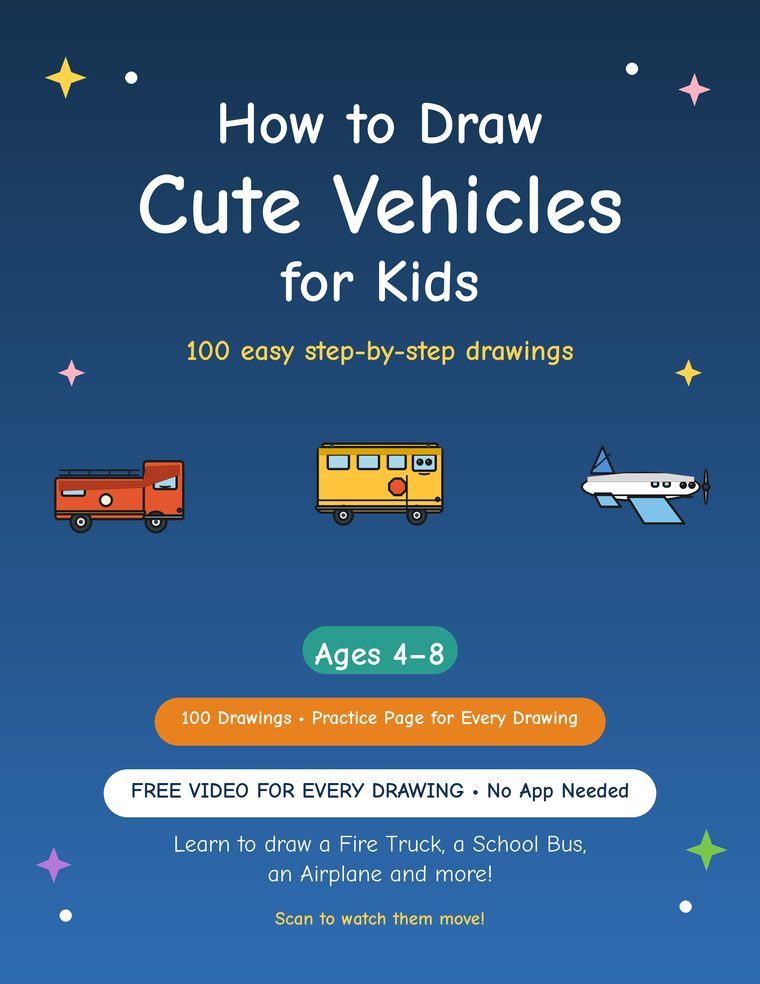 How to Draw
Cute Vehicles
for Kids
100 easy step-by-step drawings
Ages 4–8
100 Drawings • Practice Page for Every Drawing
FREE VIDEO FOR EVERY DRAWING • No App Needed
Learn to draw a Fire Truck, a School Bus,
an Airplane and more!
Scan to watch them move!